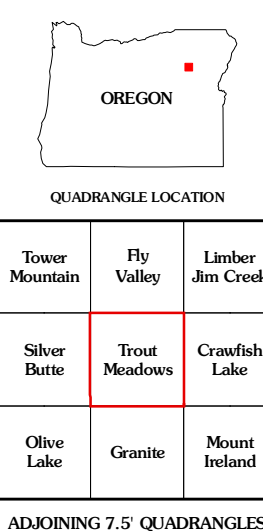 OREGON
QUADRANGLE LOCATION
Tower
Mountain
Fly
Valley
Limber
Jim Creek
Silver
Butte
Trout
Meadows
Crawfish
Lake
Olive
Lake
Granite
Mount
Ireland
ADJOINING 7.5' QUADRANGLES